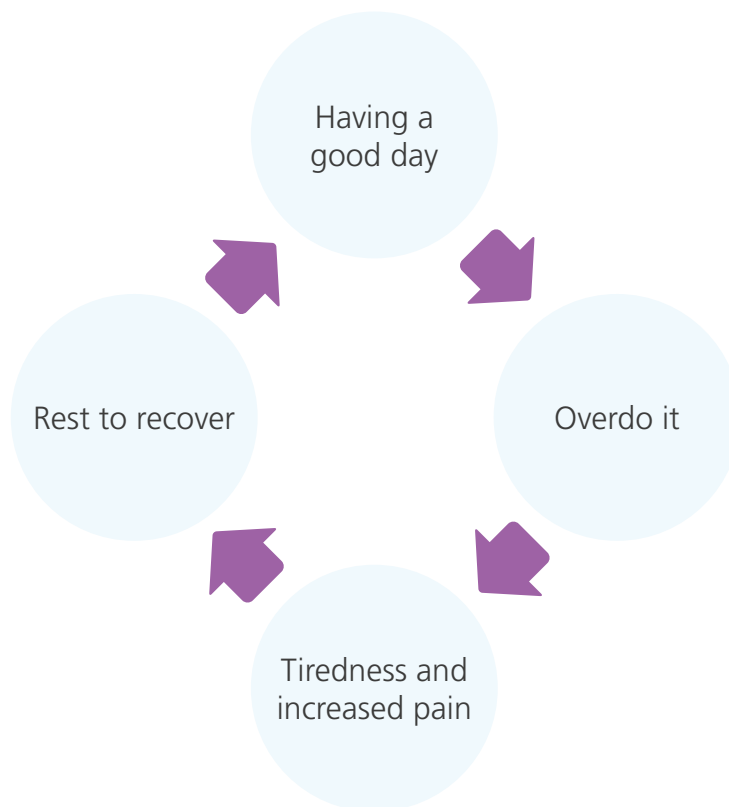 Having a
good day
Overdo it
Tiredness and
increased pain
Rest to recover